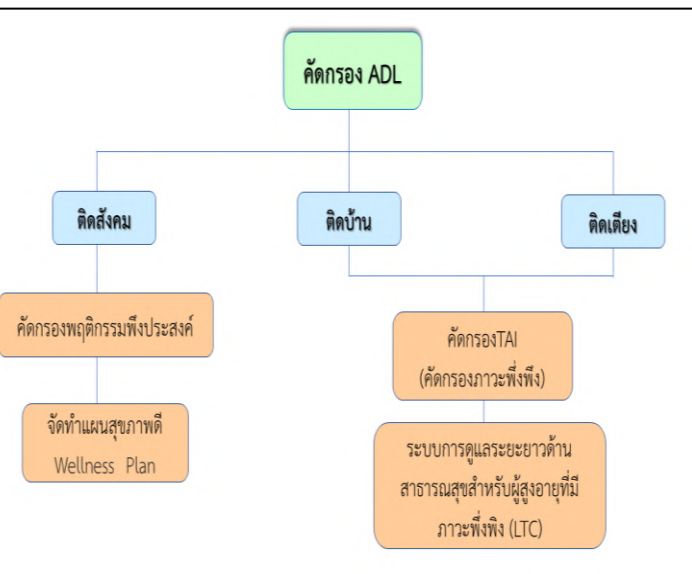 คัดกรอง ADL
ติดสังคม
ติดบ้าน
ติดเตียง
คัดกรองพฤติกรรมพึงประสงค์
จัดทำแผนสุขภาพดี
Wellness Plan
คัดกรองTAI
(คัดกรองภาวะพึ่งพึง)
ระบบการดูแลระยะยาวด้าน
สาธารณสุขสำหรับผู้สูงอายุที่มี
ภาวะพึ่งพิง (LTC)